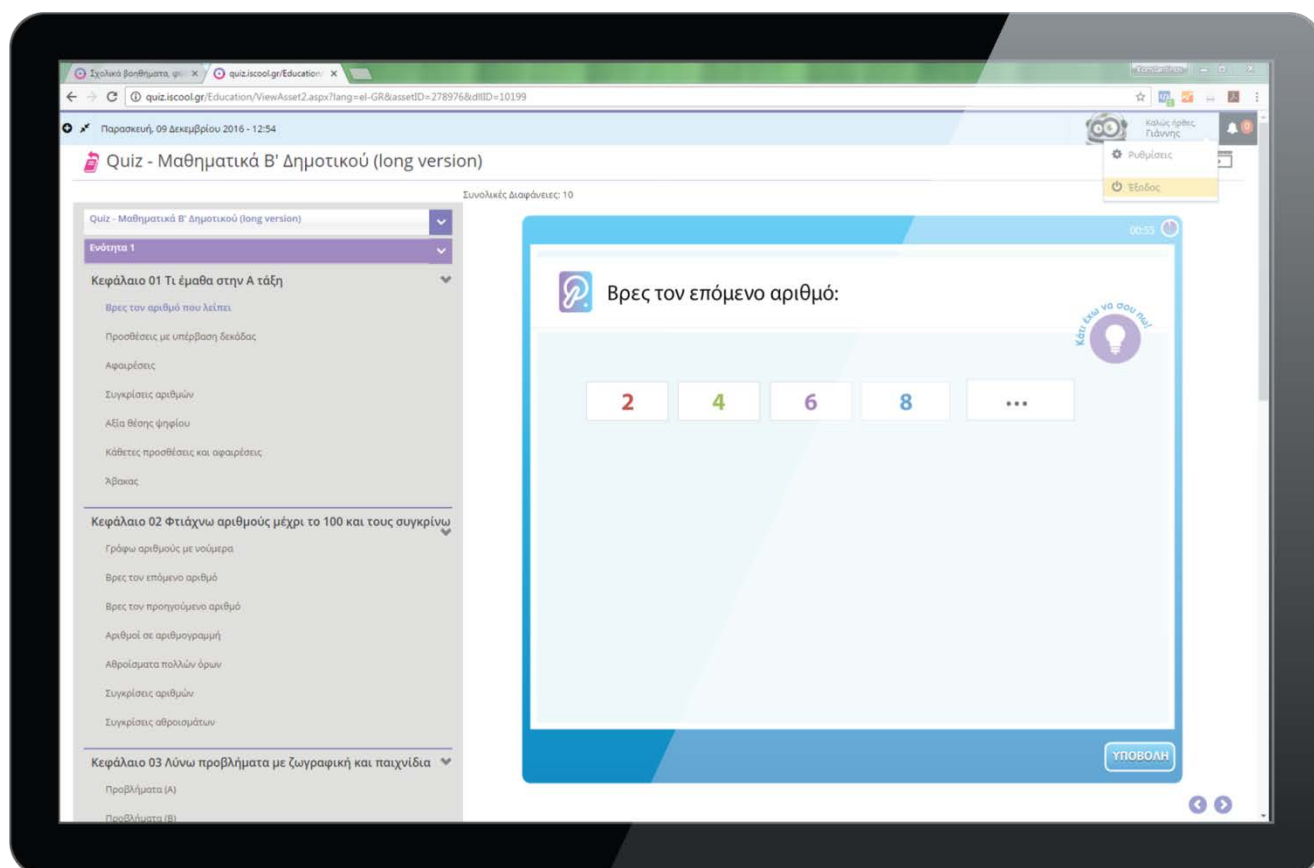 Σχολικά βοηθήματα, φρ
quiz.iscool.gr/Education/
quiz.iscool.gr/Education/ViewAsset2.aspx?lang=el-GR&assetID=278976&dllID=10199
Παρασκευή, 09 Δεκεμβρίου 2016 - 12:54
Καλώς ήρθες,
Γιάννης
0
Quiz - Μαθηματικά Β' Δημοτικού (long version)
Ρυθμίσεις
Έξοδος
Συνολικές Διαφάνειες: 10
Quiz - Μαθηματικά Β' Δημοτικού (long version)
Ενότητα 1
Κεφάλαιο 01 Τι έμαθα στην Α τάξη
Βρες τον αριθμό που λείπει
Προσθέσεις με υπέρβαση δεκάδας
Αφαιρέσεις
Συγκρίσεις αριθμών
Αξία θέσης ψηφίου
Κάθετες προσθέσεις και αφαιρέσεις
Άβακας
Κεφάλαιο 02 Φτιάχνω αριθμούς μέχρι το 100 και τους συγκρίνω
Γράφω αριθμούς με νούμερα
Βρες τον επόμενο αριθμό
Βρες τον προηγούμενο αριθμό
Αριθμοί σε αριθμογραμμή
Αθροίσματα πολλών όρων
Συγκρίσεις αριθμών
Συγκρίσεις αθροισμάτων
Κεφάλαιο 03 Λύνω προβλήματα με ζωγραφική και παιχνίδια
Προβλήματα (Α)
Προβλήματα (Β)
00:55
Βρες τον επόμενο αριθμό:
Κάτι έχω να σου πω!
2 4 6 8 ...
ΥΠΟΒΟΛΗ